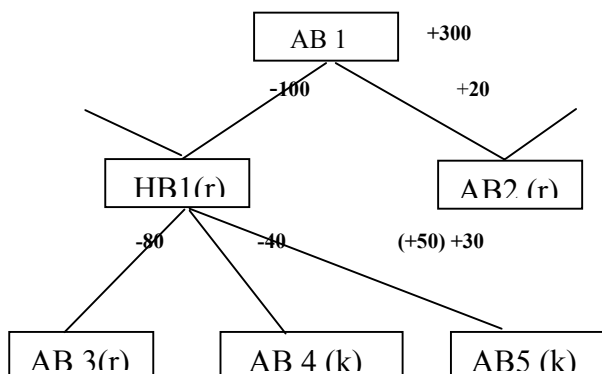 AB 1 +300
-100 +20
HB1(r) AB2 (r)
-80 -40 (+50) +30
AB 3(r) AB 4 (k) AB5 (k)